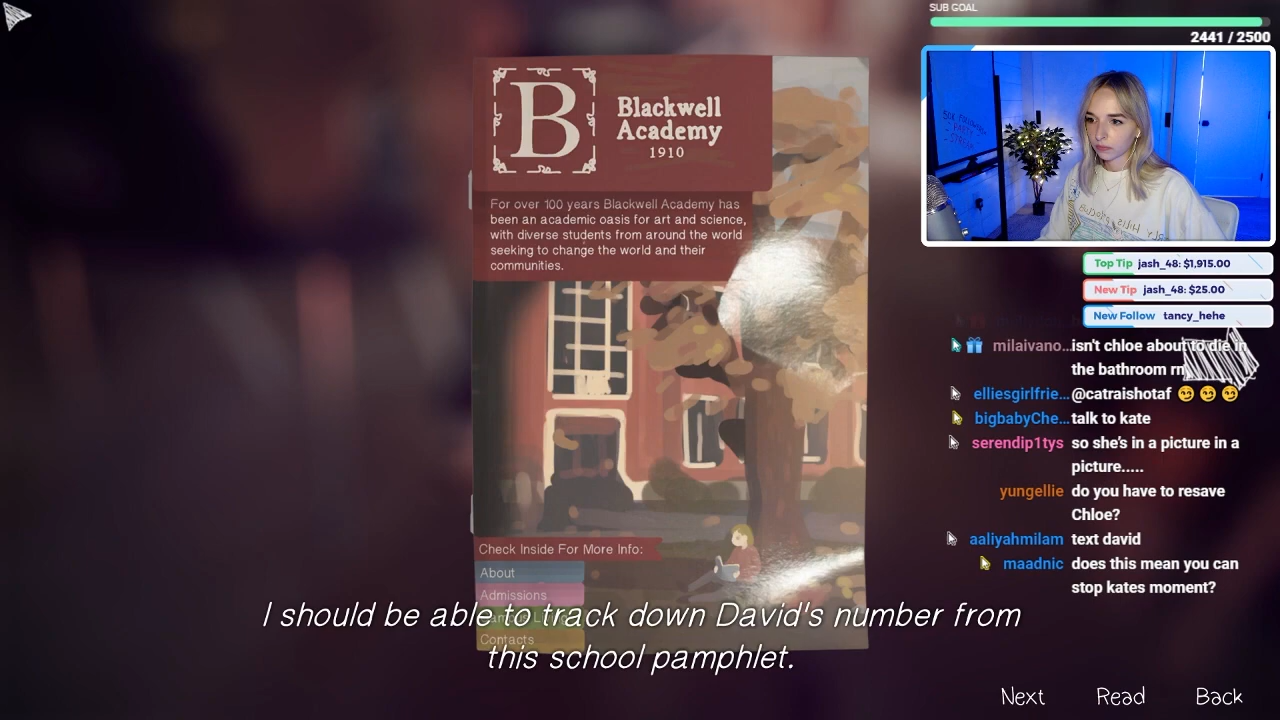 SUB GOAL
2441 / 2500
B
Blackwell
Academy
1910
For over 100 years Blackwell Academy has
been an academic oasis for art and science,
with diverse students from around the world
seeking to change the world and their
communities.
Check Inside For More Info:
About
Admissions
Contacts
I should be able to track down David's number from
this school pamphlet.
Next
Read
Back
Top Tip jash_48: $1,915.00
New Tip jash_48: $25.00
New Follow tancy_hehe
milaivano... isn't chloe about to die in
the bathroom rn
elliesgirlfrie... @catraishotaf 😏 😏 😏
bigbabyChe... talk to kate
serendip1tys so she's in a picture in a
picture.....
yungellie do you have to resave
Chloe?
aaliyahmilam text david
maadnic does this mean you can
stop kates moment?